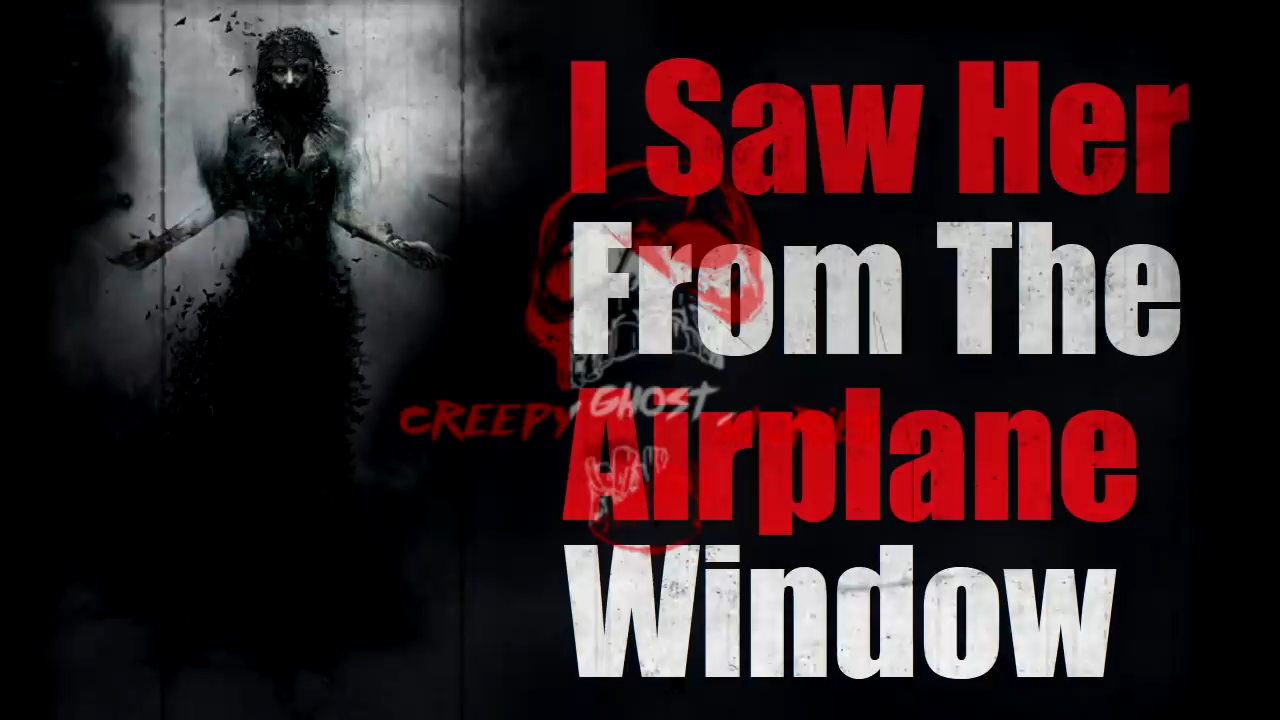 I Saw Her
From The
CREEPY GHOST
Airplane
Window